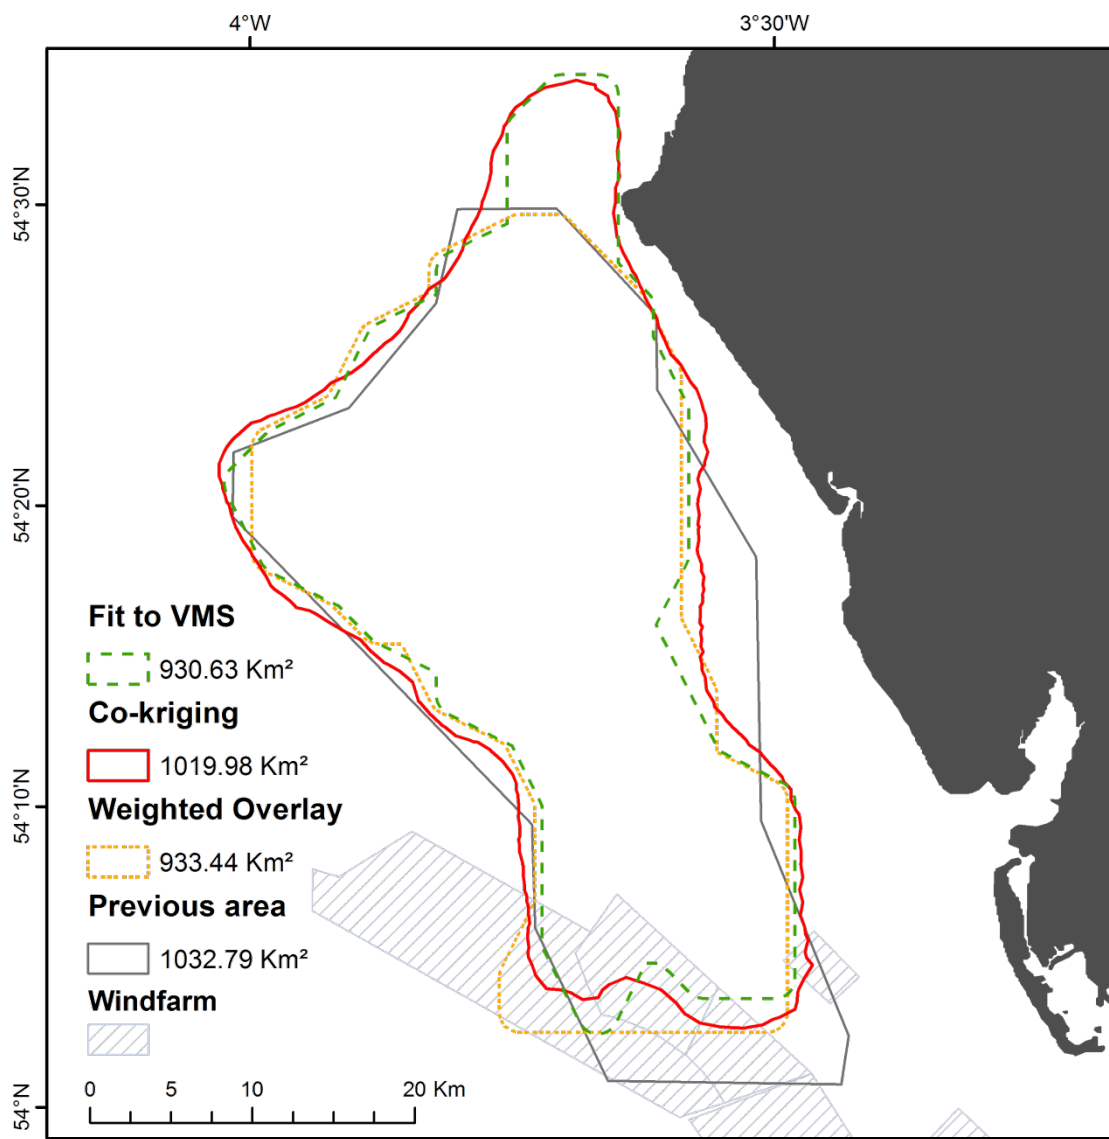 4°W
3°30'W
54°30'N
54°20'N
54°10'N
54°N
Fit to VMS
930.63 Km²
Co-kriging
1019.98 Km²
Weighted Overlay
933.44 Km²
Previous area
1032.79 Km²
Windfarm
0 5 10 20 Km